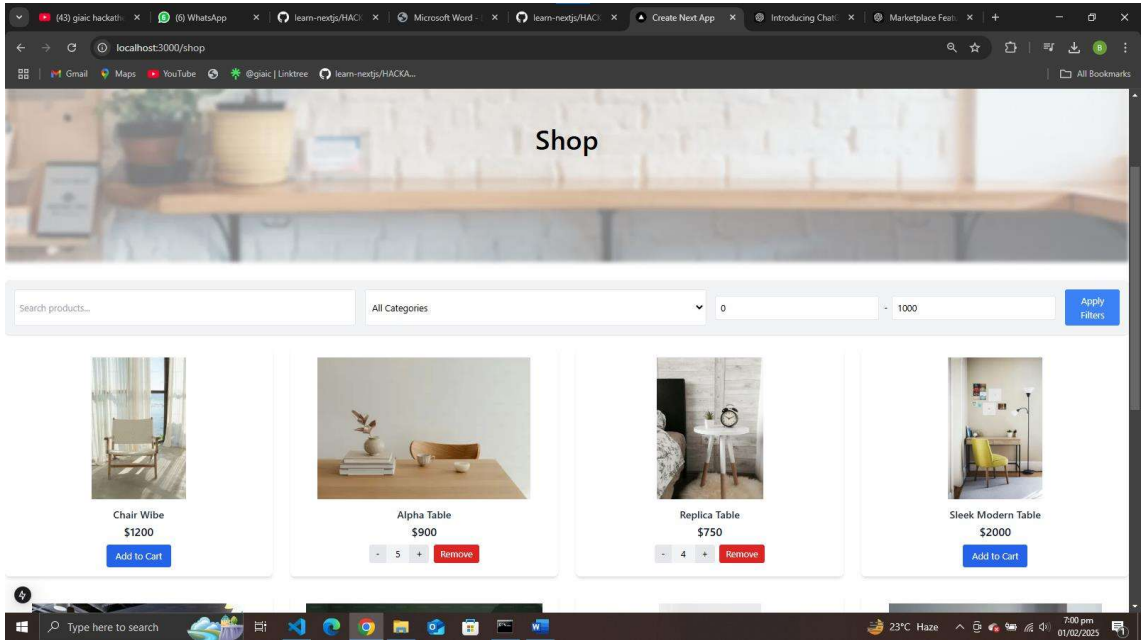 (43) giaic hackath
(6) WhatsApp
learn-nextjs/HAC
Microsoft Word -
learn-nextjs/HAC
Create Next App
Introducing Chat
Marketplace Feat
localhost:3000/shop
Gmail
Maps
YouTube
@giaic | Linktree
learn-nextjs/HACKA...
All Bookmarks
Shop
Search products...
All Categories
0
-
1000
Apply
Filters
Chair Wibe
Alpha Table
Replica Table
Sleek Modern Table
$1200
$900
$750
$2000
Add to Cart
- 5 + Remove
- 4 + Remove
Add to Cart
Type here to search
23°C Haze
7:00 pm
01/02/2025